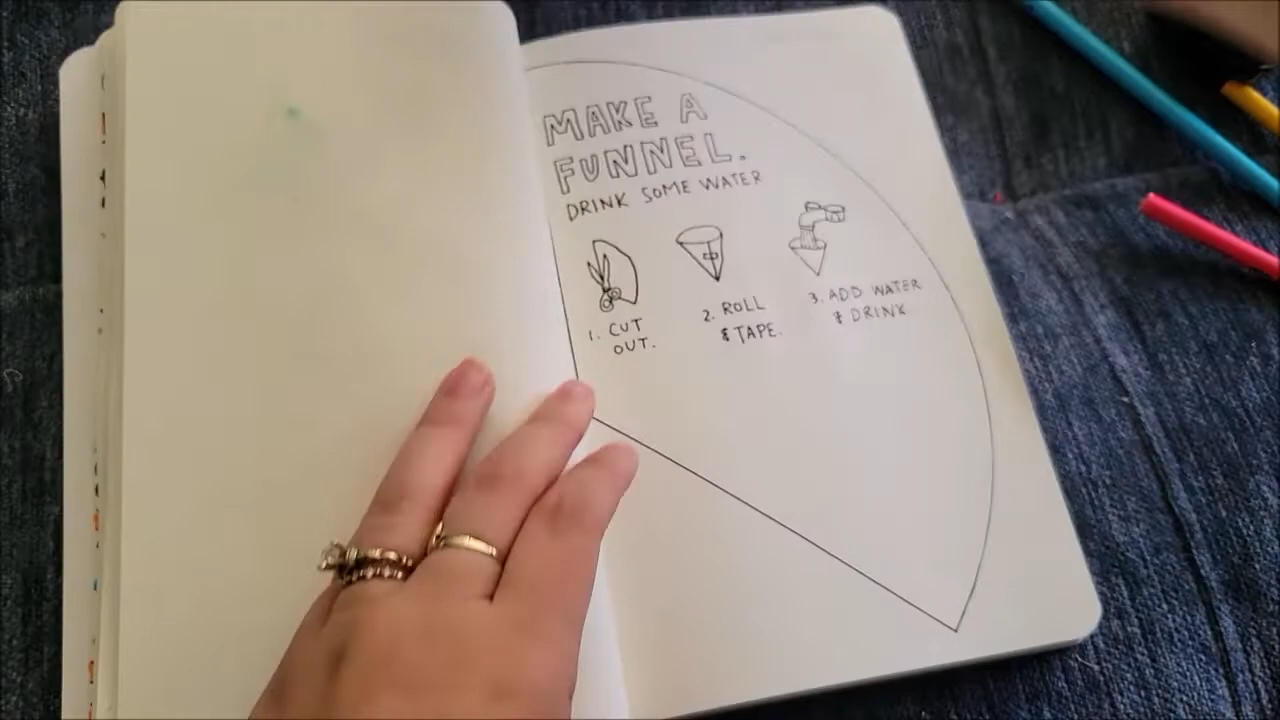 MAKE A
FUNNEL.
DRINK SOME WATER
1. CUT
OUT.
2. ROLL
& TAPE.
3. ADD WATER
& DRINK